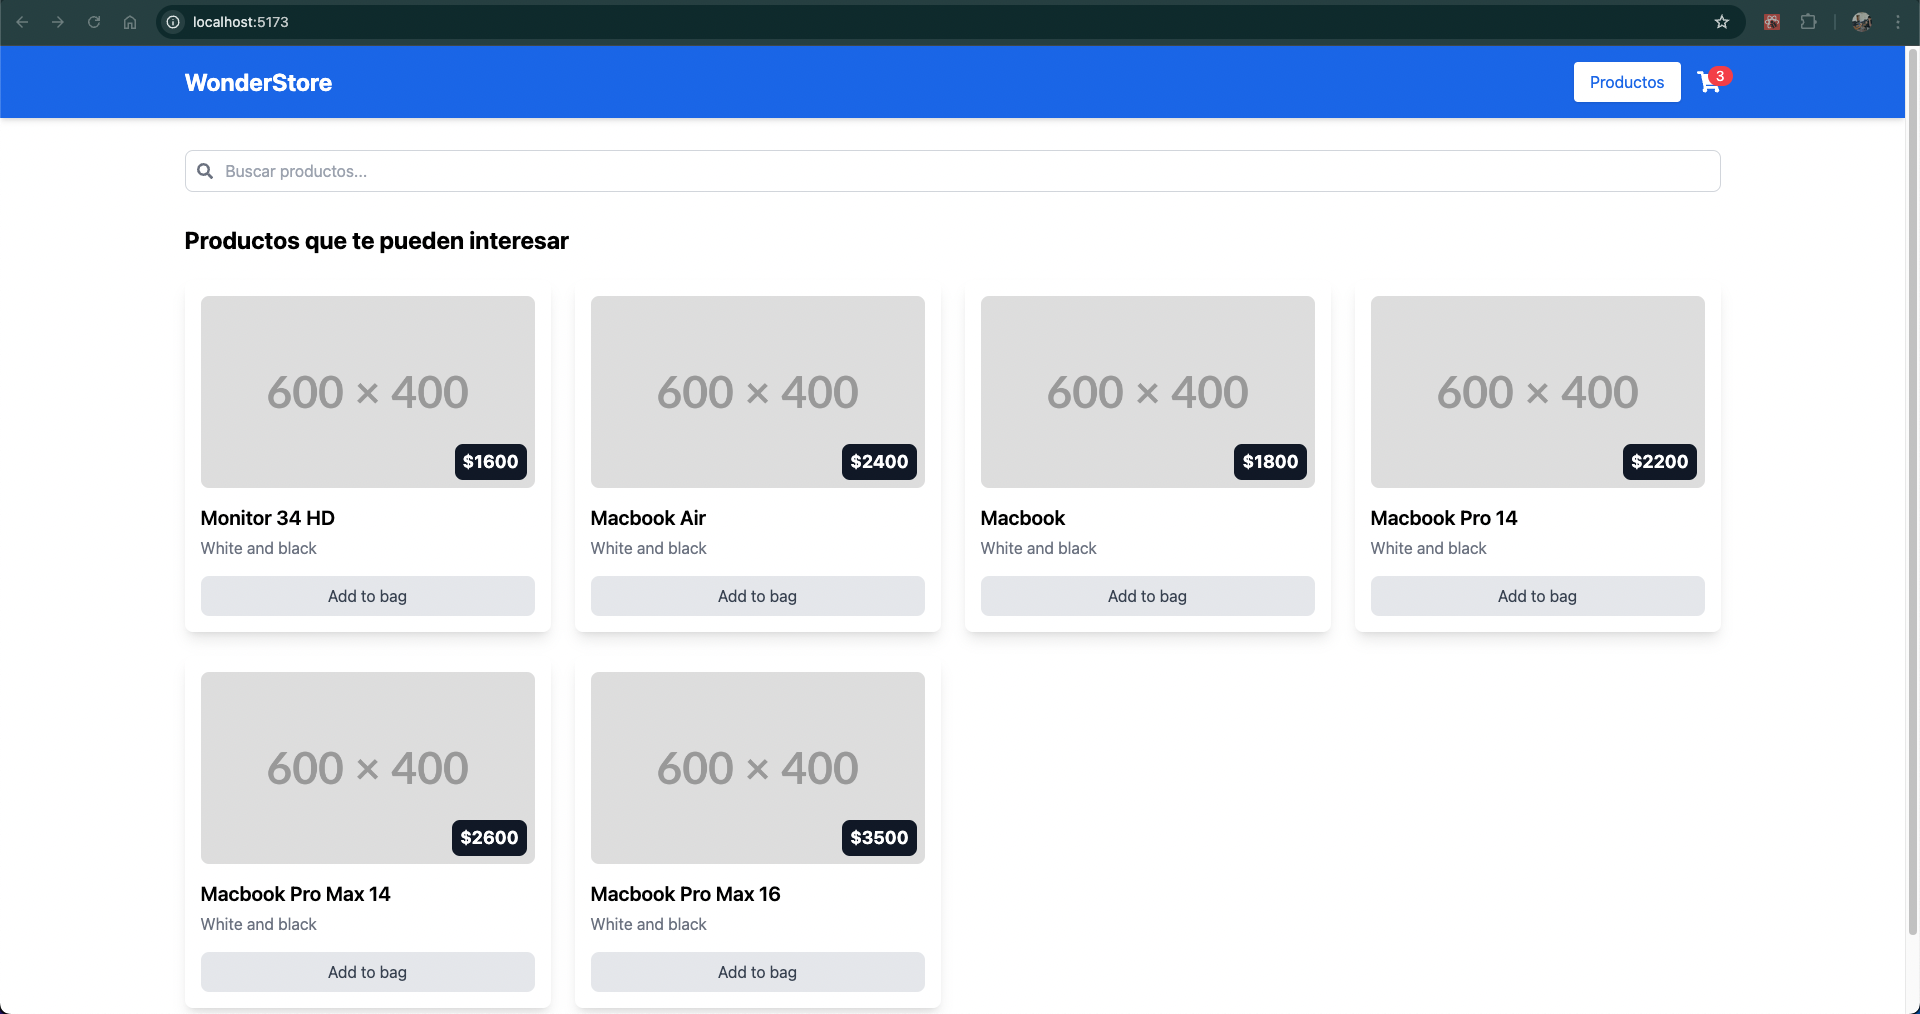 localhost:5173
WonderStore
Productos
3
Buscar productos...
Productos que te pueden interesar
600 × 400
$1600
Monitor 34 HD
White and black
Add to bag
600 × 400
$2400
Macbook Air
White and black
Add to bag
600 × 400
$1800
Macbook
White and black
Add to bag
600 × 400
$2200
Macbook Pro 14
White and black
Add to bag
600 × 400
$2600
Macbook Pro Max 14
White and black
Add to bag
600 × 400
$3500
Macbook Pro Max 16
White and black
Add to bag